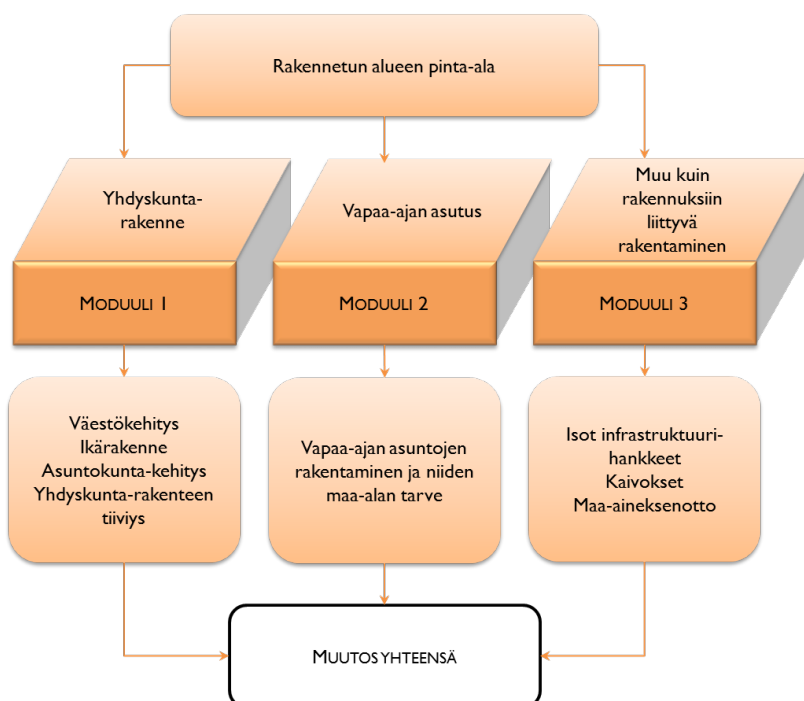 Rakennetun alueen pinta-ala
Yhdyskunta-
rakenne
Vapaa-ajan asutus
Muu kuin
rakennuksiin
liittyvä
rakentaminen
MODUULI 1
MODUULI 2
MODUULI 3
Väestökehitys
Ikärakenne
Asuntokunta-kehitys
Yhdyskunta-rakenteen
tiiviys
Vapaa-ajan asuntojen
rakentaminen ja niiden
maa-alan tarve
Isot infrastruktuuri-
hankkeet
Kaivokset
Maa-aineksenotto
MUUTOS YHTEENSÄ